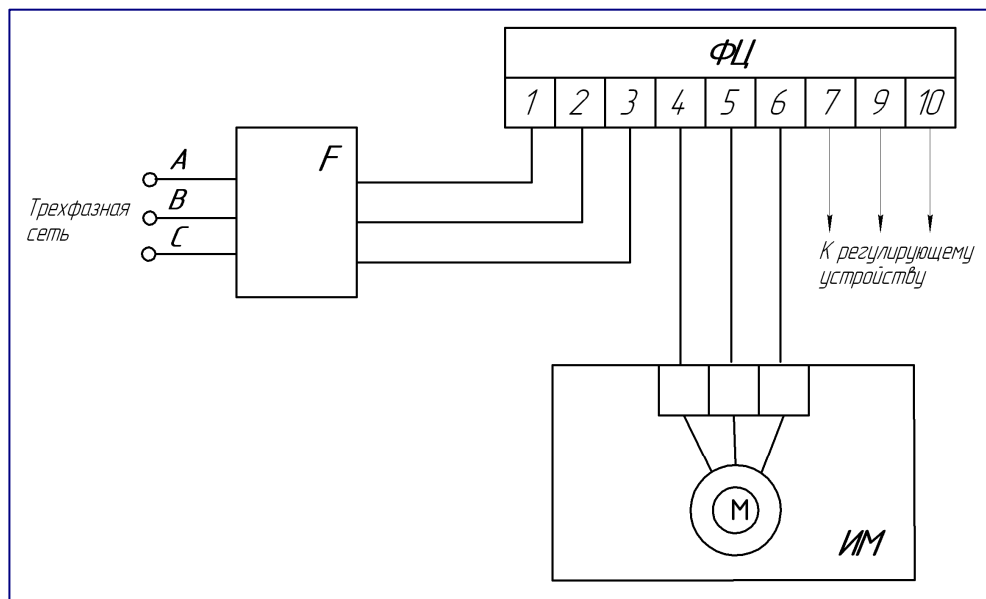 ФЦ
1 2 3 4 5 6 7 9 10
F
A
B
C
Трехфазная
сеть
К регулирующему
устройству
M
ИМ